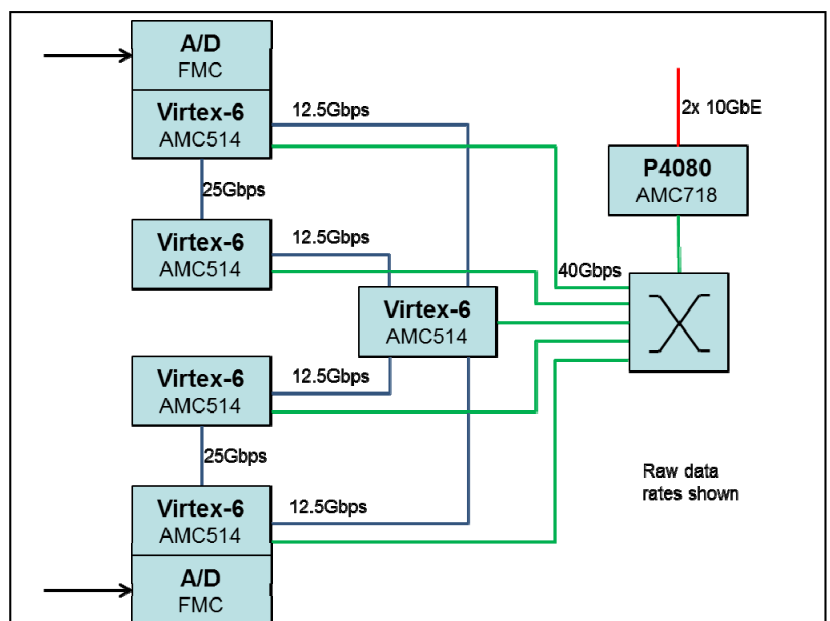 A/D
FMC
Virtex-6
AMC514
12.5Gbps
2x 10GbE
P4080
AMC718
25Gbps
Virtex-6
AMC514
12.5Gbps
40Gbps
Virtex-6
AMC514
Virtex-6
AMC514
12.5Gbps
25Gbps
Raw data
rates shown
Virtex-6
AMC514
12.5Gbps
A/D
FMC